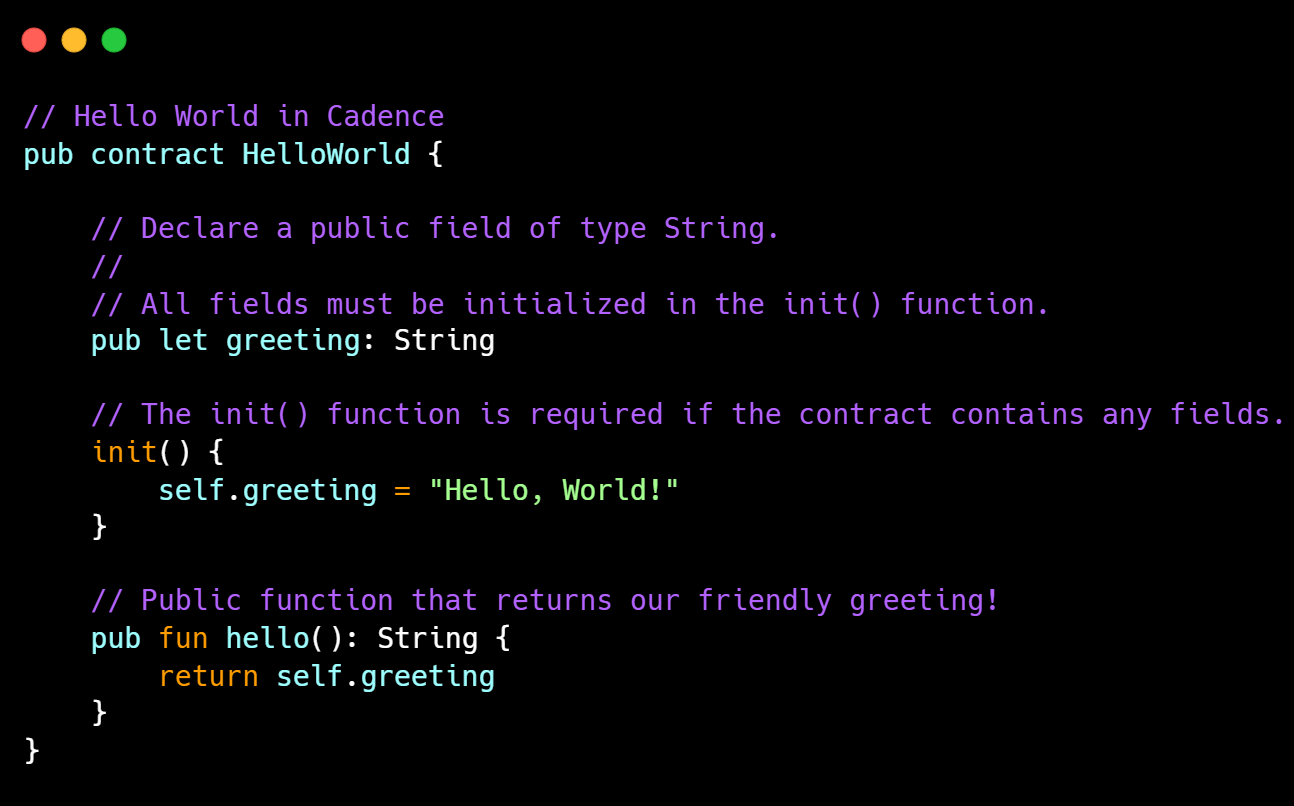 // Hello World in Cadence
pub contract HelloWorld {
    // Declare a public field of type String.
    //
    // All fields must be initialized in the init() function.
    pub let greeting: String
    // The init() function is required if the contract contains any fields.
    init() {
        self.greeting = "Hello, World!"
    }
    // Public function that returns our friendly greeting!
    pub fun hello(): String {
        return self.greeting
    }
}